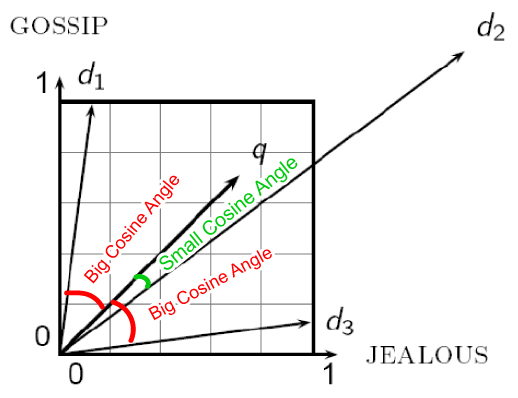 GOSSIP
d2
1
d1
q
Big Cosine Angle
Small Cosine Angle
Big Cosine Angle
d3
0
JEALOUS
0
1